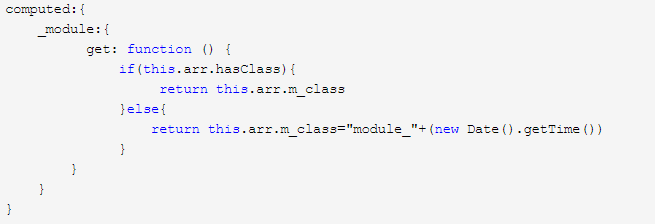 computed:{
    _module:{
          get: function () {
              if(this.arr.hasClass){
                   return this.arr.m_class
              }else{
                  return this.arr.m_class="module_"+(new Date().getTime())
              }
        }
    }
}